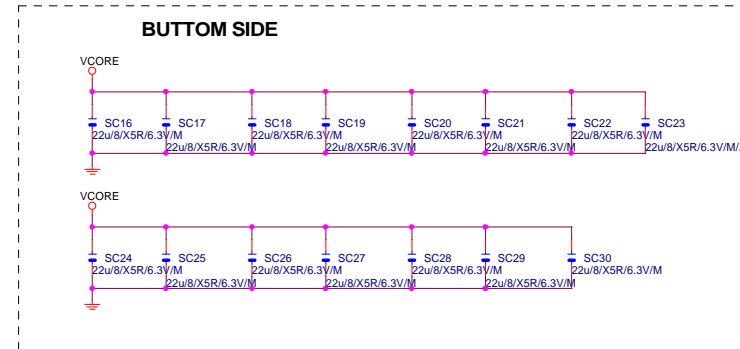 BUTTOM SIDE
VCORE
SC16 SC17 SC18 SC19 SC20 SC21 SC22 SC23
22u/8/X5R/6.3V/M 22u/8/X5R/6.3V/M 22u/8/X5R/6.3V/M 22u/8/X5R/6.3V/M
22u/8/X5R/6.3V/M 22u/8/X5R/6.3V/M 22u/8/X5R/6.3V/M 22u/8/X5R/6.3V/M/
VCORE
SC24 SC25 SC26 SC27 SC28 SC29 SC30
22u/8/X5R/6.3V/M 22u/8/X5R/6.3V/M 22u/8/X5R/6.3V/M 22u/8/X5R/6.3V/M
22u/8/X5R/6.3V/M 22u/8/X5R/6.3V/M 22u/8/X5R/6.3V/M